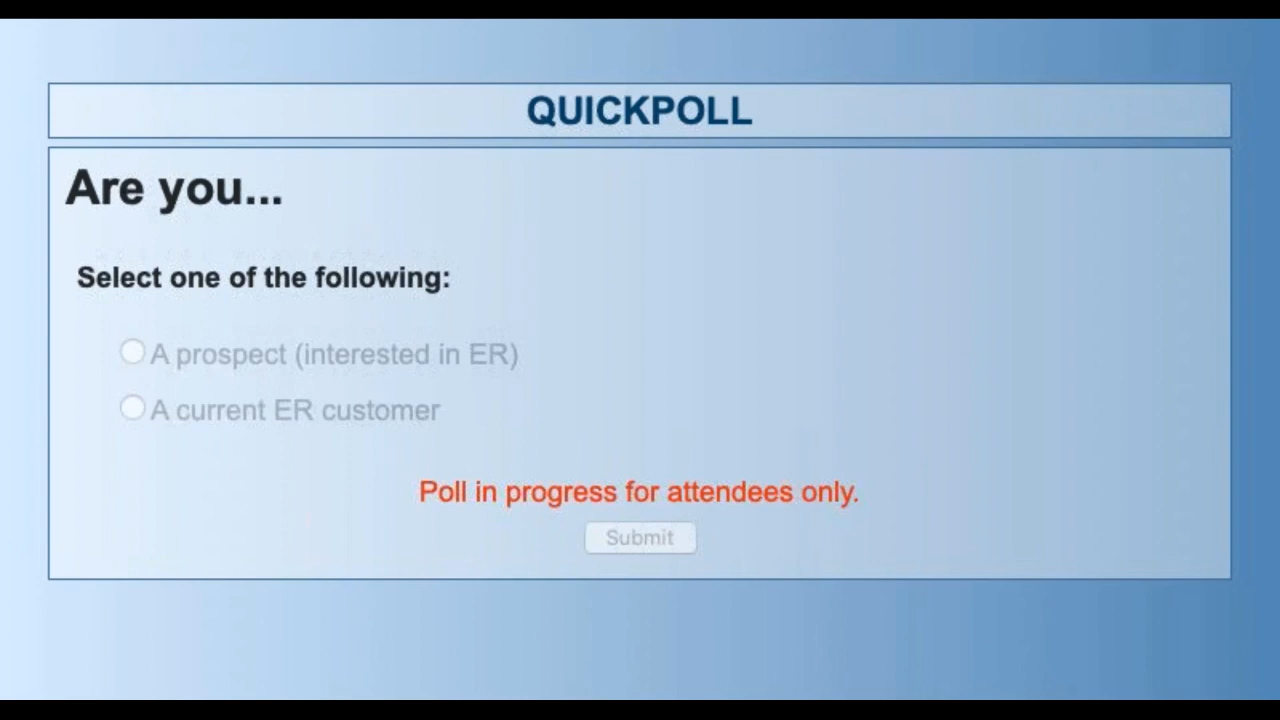 QUICKPOLL
Are you...
Select one of the following:
A prospect (interested in ER)
A current ER customer
Poll in progress for attendees only.
Submit